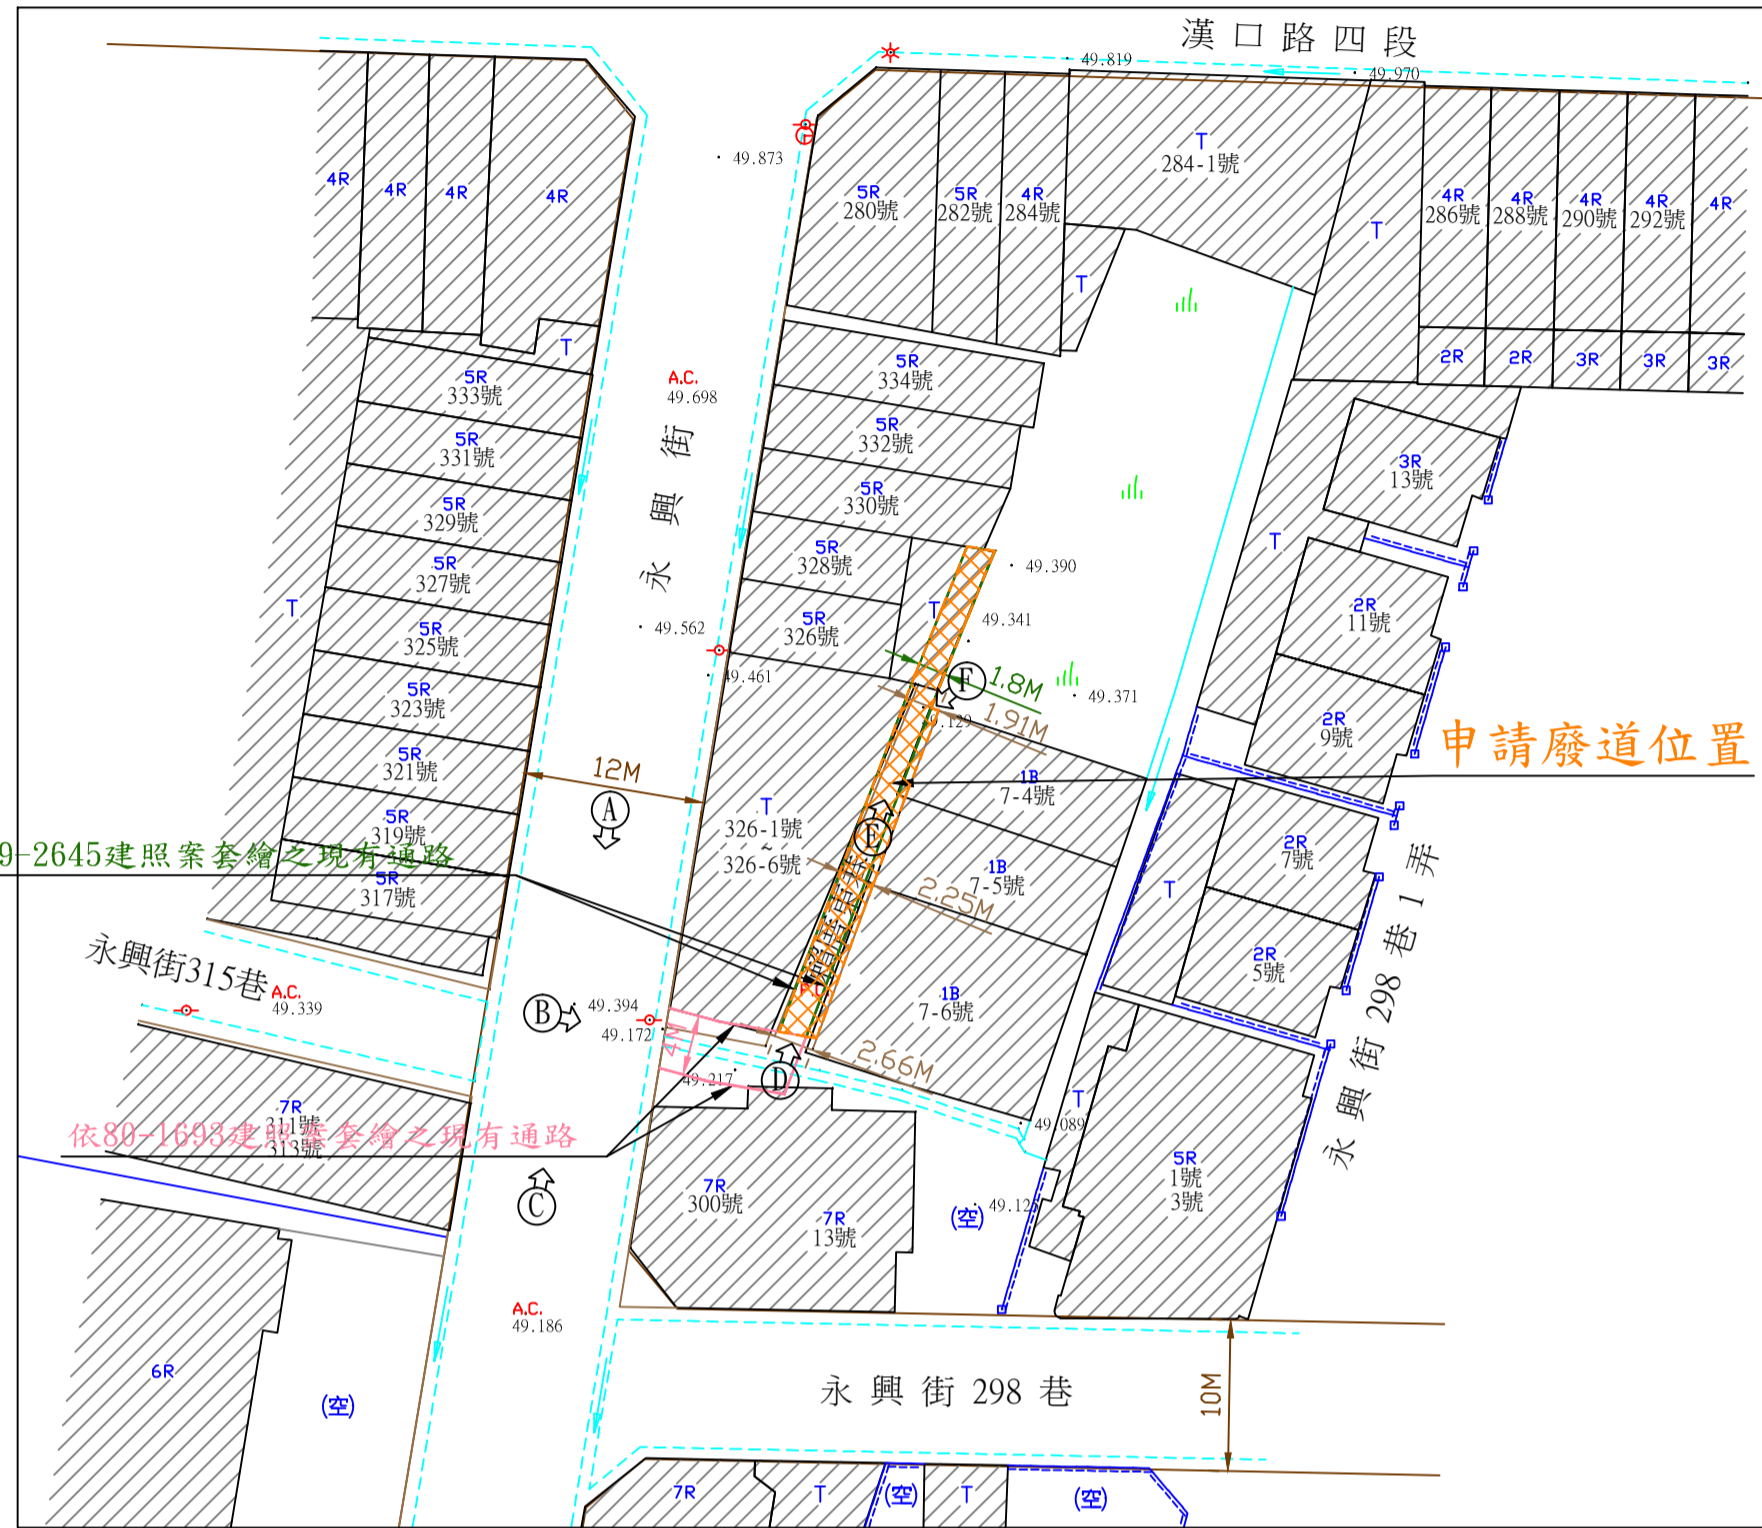 漢口路四段
49.819
49.970
49.873
4R
4R
4R
4R
5R
280號
5R
282號
4R
284號
T
284-1號
T
T
4R
286號
4R
288號
4R
290號
4R
292號
4R
2R
2R
3R
3R
3R
T
5R
333號
5R
331號
5R
329號
5R
327號
5R
325號
5R
323號
5R
321號
5R
319號
5R
317號
T
A.C.
49.698
永興街
5R
334號
5R
332號
5R
330號
5R
328號
5R
326號
T
49.390
49.341
49.562
49.461
49.371
F
1.8M
1.91M
3R
13號
T
2R
11號
2R
9號
申請廢道位置
12M
A
T
326-1號
~
326-6號
E
1B
7-4號
1B
7-5號
1B
7-6號
2.25M
2R
7號
2R
5號
T
9-2645建照案套繪之現有通路
永興街298巷1弄
永興街315巷
A.C.
49.339
B
49.394
49.172
4M
49.217
D
2.66M
49.089
T
7R
311號
313號
依80-1693建照案套繪之現有通路
C
7R
300號
7R
13號
(空)
49.12
5R
1號
3號
A.C.
49.186
6R
(空)
永興街298巷
10M
7R
T
(空)
T
(空)